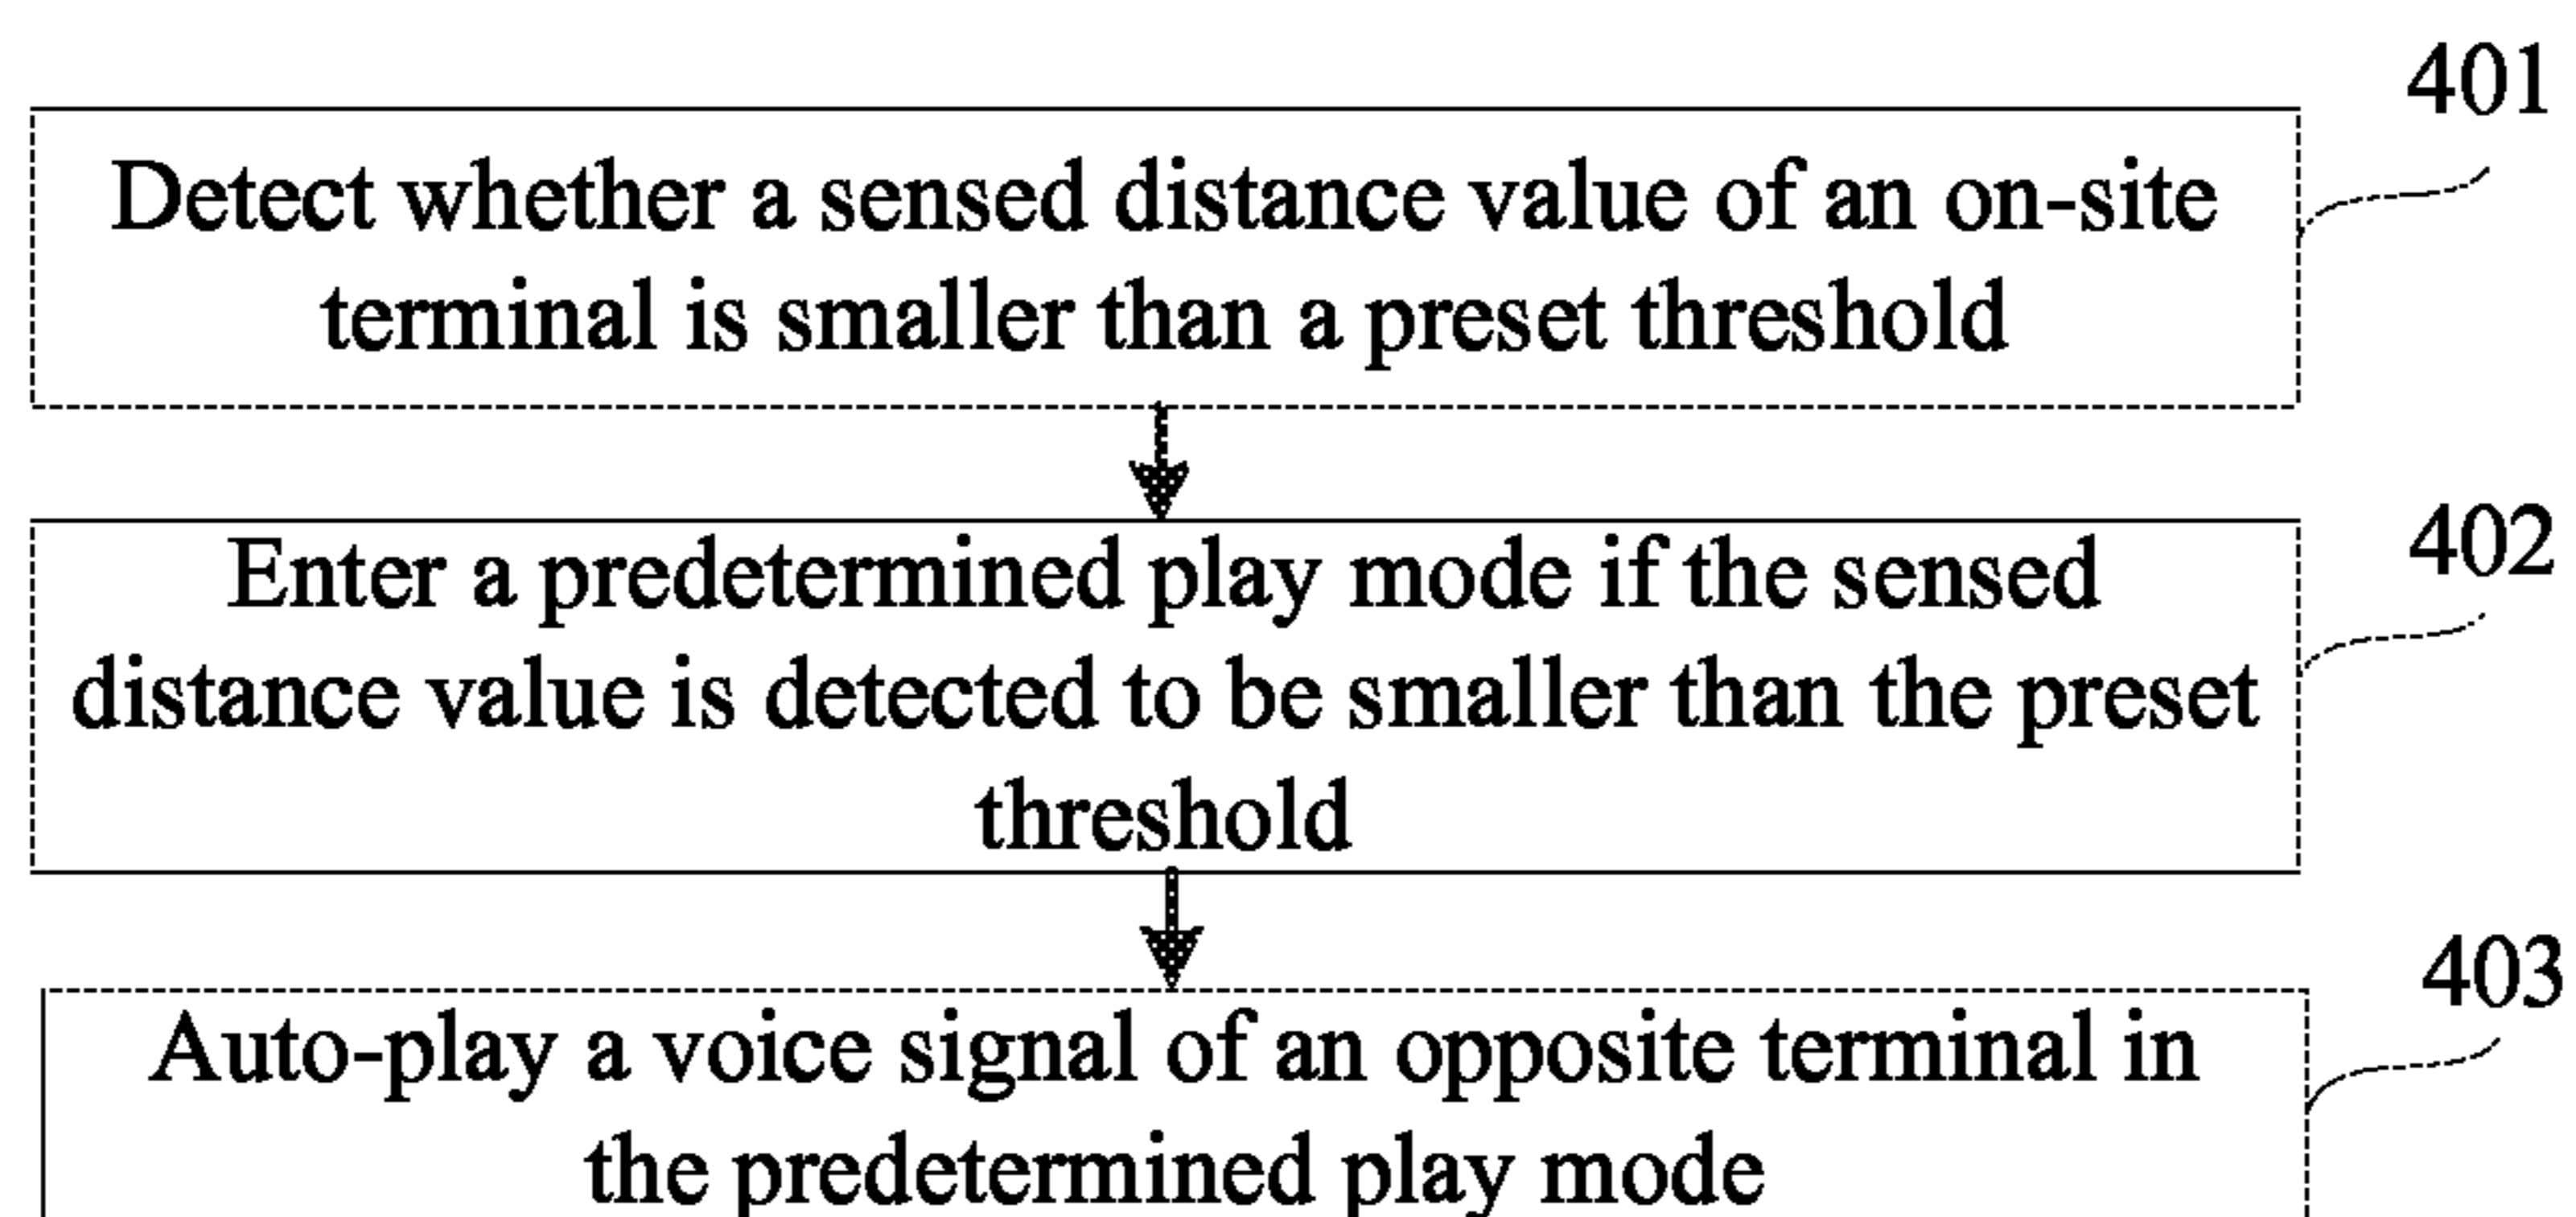 401
Detect whether a sensed distance value of an on-site
terminal is smaller than a preset threshold
402
Enter a predetermined play mode if the sensed
distance value is detected to be smaller than the preset
threshold
403
Auto-play a voice signal of an opposite terminal in
the predetermined play mode